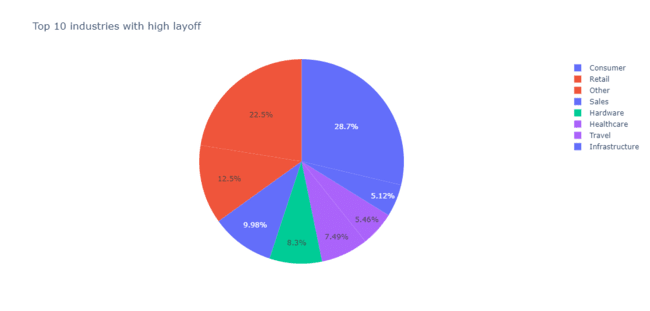 Top 10 industries with high layoff
Consumer
Retail
Other
Sales
Hardware
Healthcare
Travel
Infrastructure
22.5%
28.7%
12.5%
5.12%
5.46%
9.98%
7.49%
8.3%